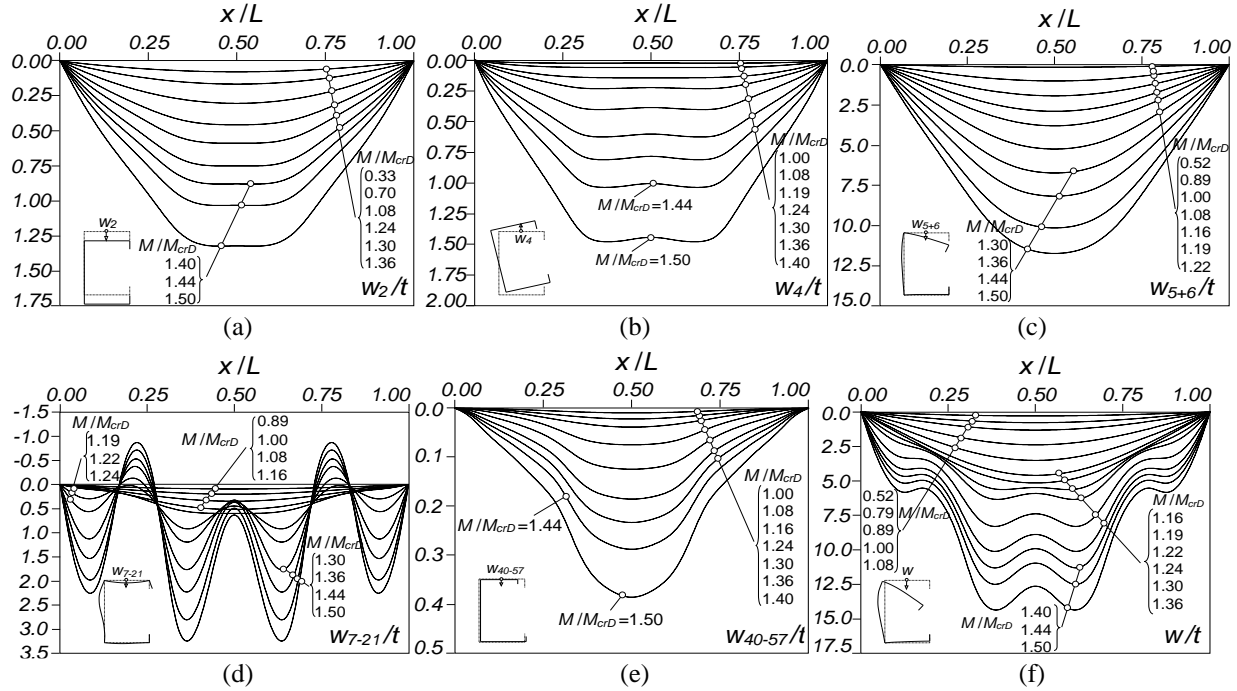 x/L
0.00 0.25 0.50 0.75 1.00
0.00
0.25
0.50
0.75
1.00
1.25
1.50
1.75
w2
M/McrD
1.40
1.44
1.50
M/McrD
0.33
0.70
1.08
1.24
1.30
1.36
w2/t
(a)
x/L
0.00 0.25 0.50 0.75 1.00
0.00
0.25
0.50
0.75
1.00
1.25
1.50
1.75
2.00
w4
M/McrD=1.44
M/McrD=1.50
M/McrD
1.00
1.08
1.19
1.24
1.30
1.36
1.40
w4/t
(b)
x/L
0.00 0.25 0.50 0.75 1.00
0.0
2.5
5.0
7.5
10.0
12.5
15.0
w5+6
M/McrD
1.30
1.36
1.44
1.50
M/McrD
0.52
0.89
1.00
1.08
1.16
1.19
1.22
w5+6/t
(c)
x/L
0.00 0.25 0.50 0.75 1.00
-1.5
-1.0
-0.5
0.0
0.5
1.0
1.5
2.0
2.5
3.0
3.5
M/McrD
1.19
1.22
1.24
M/McrD
0.89
1.00
1.08
1.16
w7-21
M/McrD
1.30
1.36
1.44
1.50
w7-21/t
(d)
x/L
0.00 0.25 0.50 0.75 1.00
0.0
0.1
0.2
0.3
0.4
0.5
M/McrD=1.44
w40-57
M/McrD=1.50
M/McrD
1.00
1.08
1.16
1.24
1.30
1.36
1.40
w40-57/t
(e)
x/L
0.00 0.25 0.50 0.75 1.00
0.0
2.5
5.0
7.5
10.0
12.5
15.0
17.5
0.52
0.79
0.89
1.00
1.08
M/McrD
w
M/McrD
1.40
1.44
1.50
M/McrD
1.16
1.19
1.22
1.24
1.30
1.36
w/t
(f)